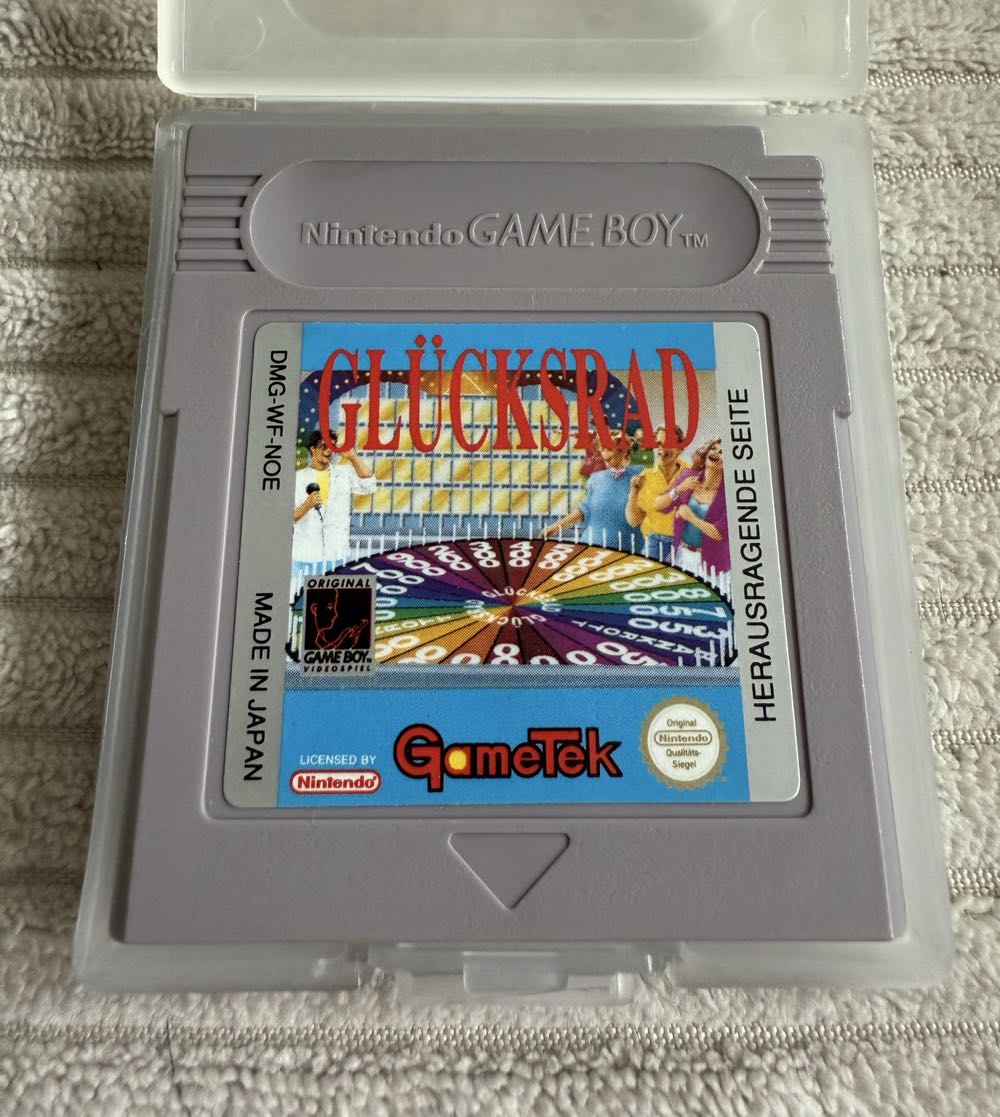 Nintendo GAME BOY TM
DMG-WF-NOE
MADE IN JAPAN
GLÜCKSRAD
HERAUSRAGENDE SEITE
ORIGINAL
GAME BOY™
VIDEOSPIEL
LICENSED BY
Nintendo®
GameTek
Original
Nintendo
Qualitäts-
Siegel